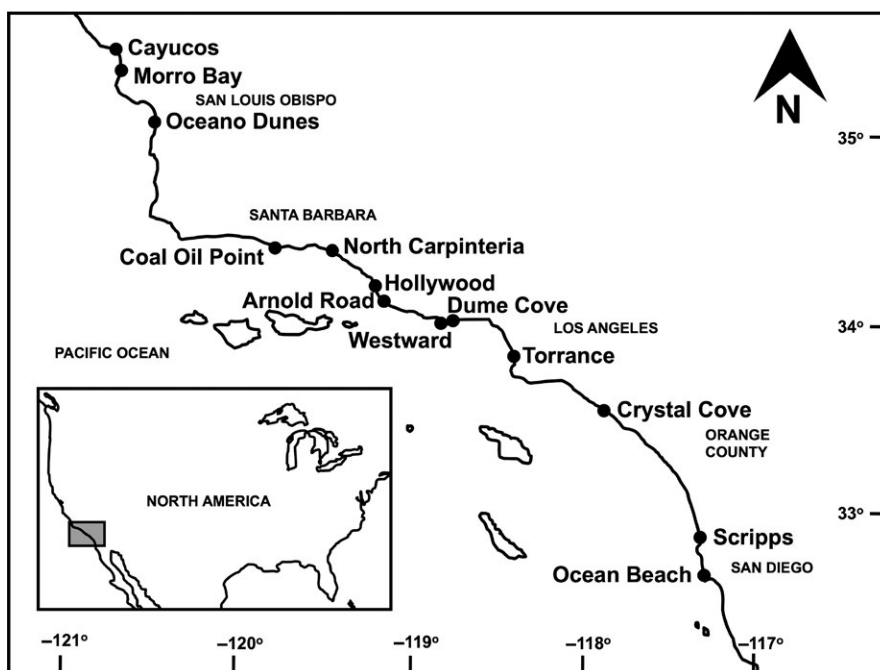 Cayucos
Morro Bay
SAN LOUIS OBISPO
Oceano Dunes
N
35°
SANTA BARBARA
Coal Oil Point
North Carpinteria
Hollywood
Arnold Road
Dume Cove
Westward
LOS ANGELES
34°
PACIFIC OCEAN
Torrance
Crystal Cove
ORANGE
COUNTY
NORTH AMERICA
33°
Scripps
Ocean Beach
SAN DIEGO
–121°
–120°
–119°
–118°
–117°